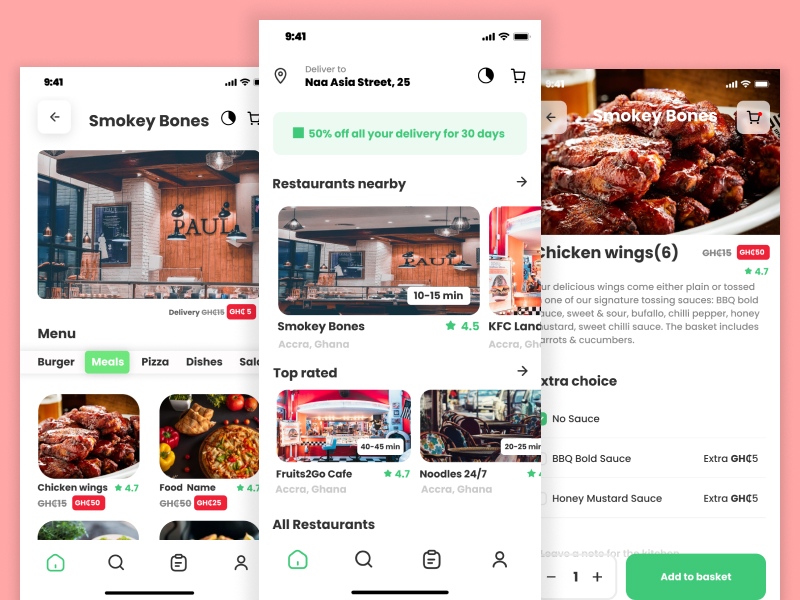 9:41
Smokey Bones
PAUL
Delivery GH₵15 GH₵ 5
Menu
Burger Meals Pizza Dishes
Chicken wings 4.7
GH₵15 GH₵50
Food Name 4.7
GH₵50 GH₵25
9:41
Deliver to
Naa Asia Street, 25
50% off all your delivery for 30 days
Restaurants nearby
PAUL
10-15 min
Smokey Bones 4.5
Accra, Ghana
KFC Land
Accra, Gh
Top rated
40-45 min
20-25 min
Fruits2Go Cafe 4.7
Accra, Ghana
Noodles 24/7
Accra, Ghana
All Restaurants
9:41
Smokey Bones
Chicken wings(6) GH₵15 GH₵50
4.7
ur delicious wings come either plain or tossed
one of our signature tossing sauces: BBQ bold
auce, sweet & sour, bufallo, chilli pepper, honey
ustard, sweet chilli sauce. The basket includes
arrots & cucumbers.
xtra choice
No Sauce
BBQ Bold Sauce Extra GH₵5
Honey Mustard Sauce Extra GH₵5
Leave a note for the kitchen
− 1 + Add to basket